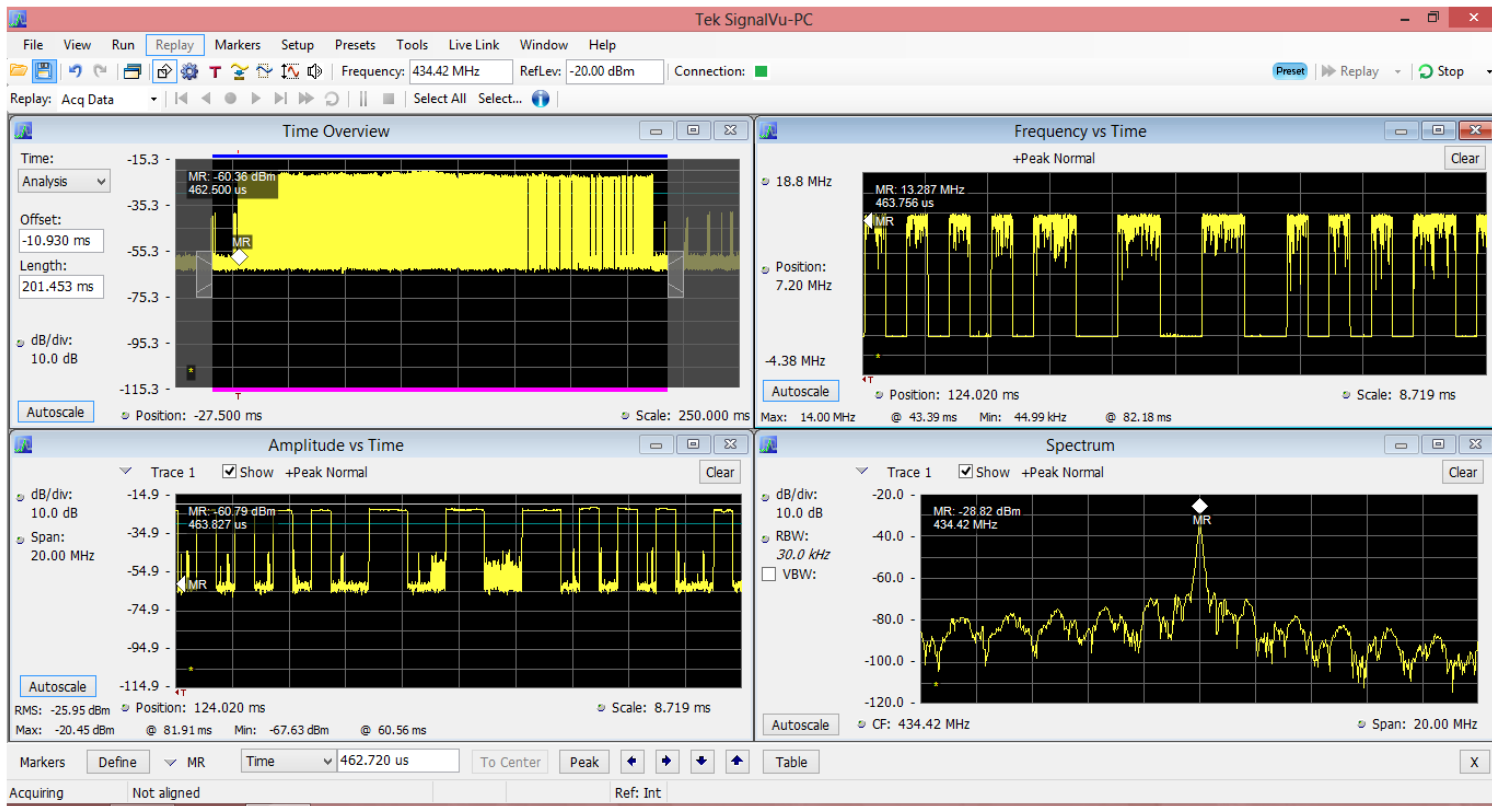 Tek SignalVu-PC
File View Run Replay Markers Setup Presets Tools Live Link Window Help
Frequency: 434.42 MHz RefLev: -20.00 dBm Connection: Preset Replay Stop
Replay: Acq Data Select All Select...
Time Overview
Time:
Analysis
Offset:
-10.930 ms
Length:
201.453 ms
dB/div:
10.0 dB
Autoscale
-15.3
-35.3
-55.3
-75.3
-95.3
-115.3
MR: -60.36 dBm
462.500 us
MR
T
Position: -27.500 ms Scale: 250.000 ms
Frequency vs Time
+Peak Normal Clear
18.8 MHz
Position:
7.20 MHz
-4.38 MHz
Autoscale
MR: 13.287 MHz
463.756 us
MR
T
Position: 124.020 ms Scale: 8.719 ms
Max: 14.00 MHz @ 43.39 ms Min: 44.99 kHz @ 82.18 ms
Amplitude vs Time
Trace 1 Show +Peak Normal Clear
dB/div:
10.0 dB
Span:
20.00 MHz
Autoscale
-14.9
-34.9
-54.9
-74.9
-94.9
-114.9
MR: -60.79 dBm
463.827 us
MR
T
RMS: -25.95 dBm Position: 124.020 ms Scale: 8.719 ms
Max: -20.45 dBm @ 81.91 ms Min: -67.63 dBm @ 60.56 ms
Spectrum
Trace 1 Show +Peak Normal Clear
dB/div:
10.0 dB
RBW:
30.0 kHz
VBW:
-20.0
-40.0
-60.0
-80.0
-100.0
-120.0
MR: -28.82 dBm
434.42 MHz
MR
Autoscale CF: 434.42 MHz Span: 20.00 MHz
Markers Define MR Time 462.720 us To Center Peak Table X
Acquiring Not aligned Ref: Int